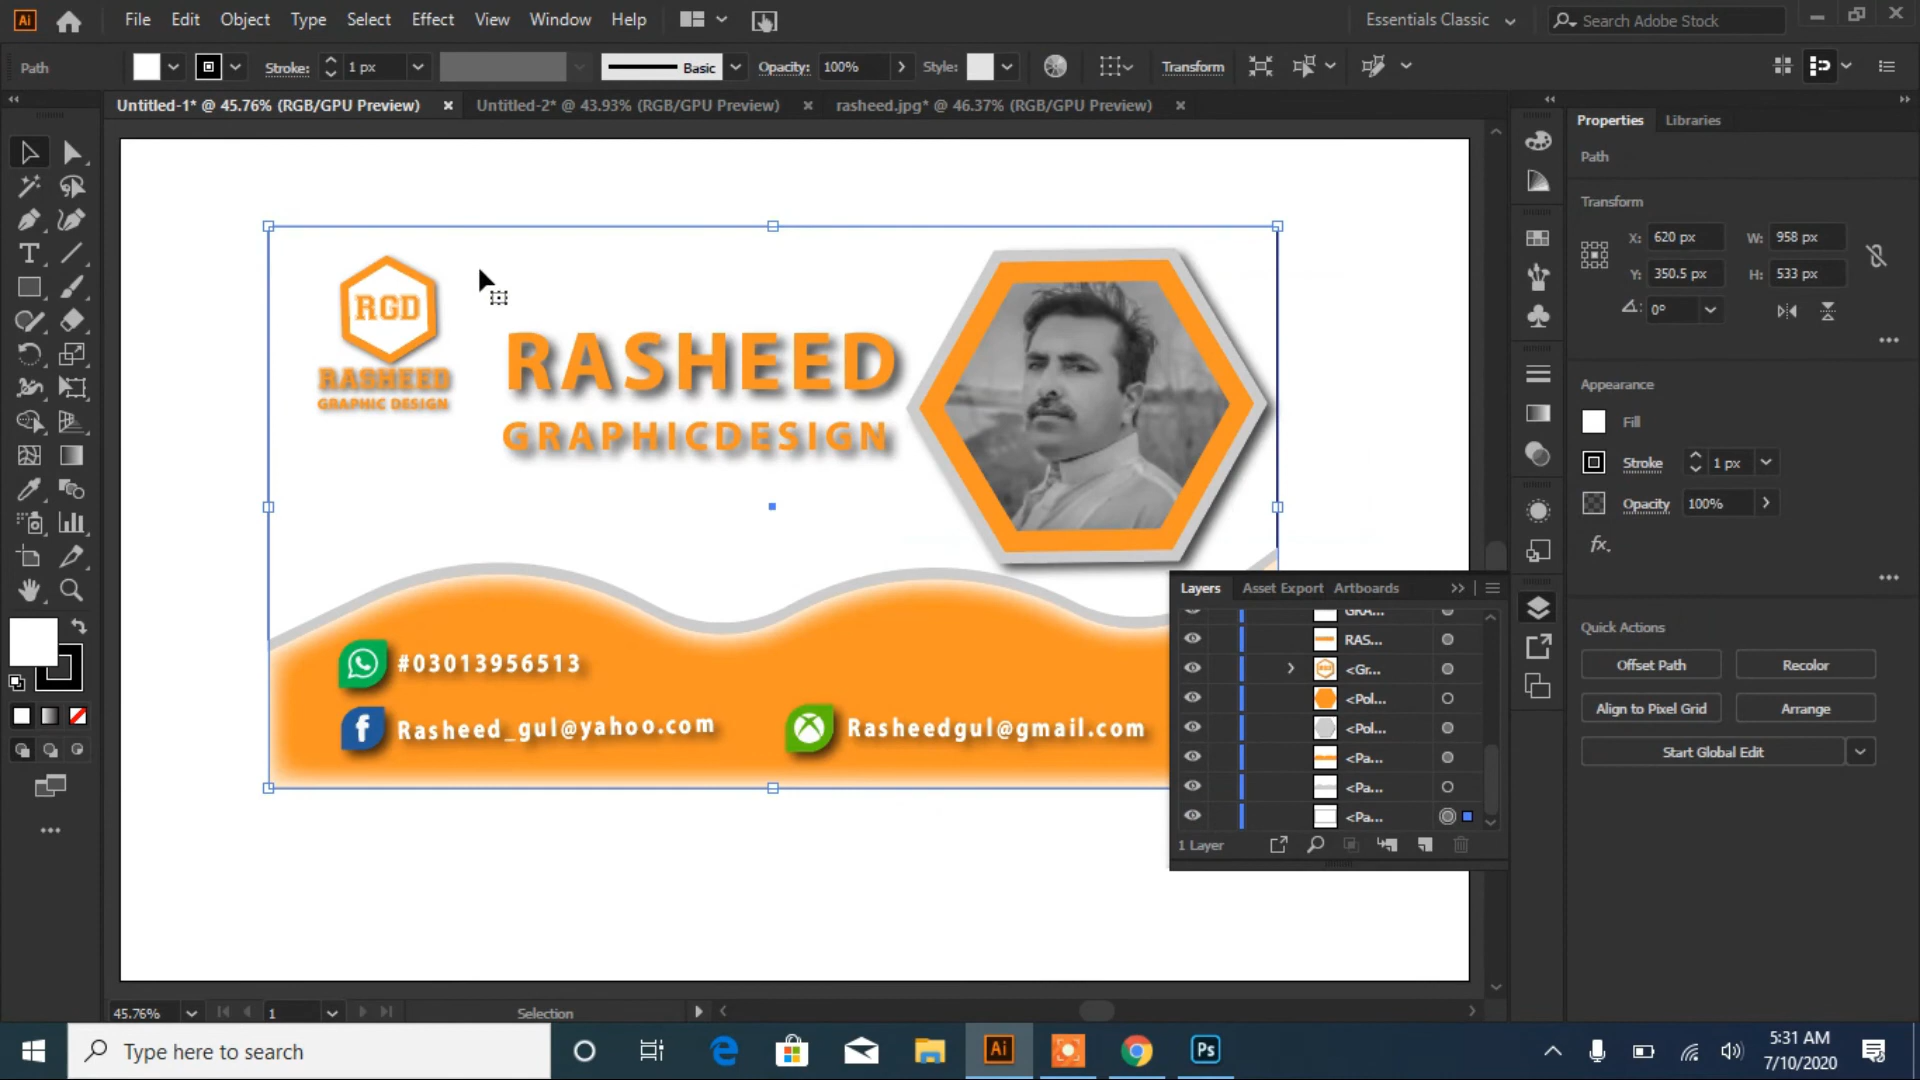 Ai File Edit Object Type Select Effect View Window Help Essentials Classic Search Adobe Stock
Path Stroke: 1 px Basic Opacity: 100% Style: Transform
Untitled-1* @ 45.76% (RGB/GPU Preview) × Untitled-2* @ 43.93% (RGB/GPU Preview) × rasheed.jpg* @ 46.37% (RGB/GPU Preview) ×
Properties Libraries
Path
Transform
X: 620 px W: 958 px
Y: 350.5 px H: 533 px
0°
Appearance
Fill
Stroke 1 px
Opacity 100%
fx.
Quick Actions
Offset Path Recolor
Align to Pixel Grid Arrange
Start Global Edit
RGD
RASHEED
GRAPHIC DESIGN
RASHEED
GRAPHICDESIGN
#03013956513
Rasheed_gul@yahoo.com
Rasheedgul@gmail.com
Layers Asset Export Artboards
GRA...
RAS...
<Gr...
<Pol...
<Pol...
<Pa...
<Pa...
<Pa...
1 Layer
45.76% 1 Selection
Type here to search
Ai Ps
5:31 AM
7/10/2020